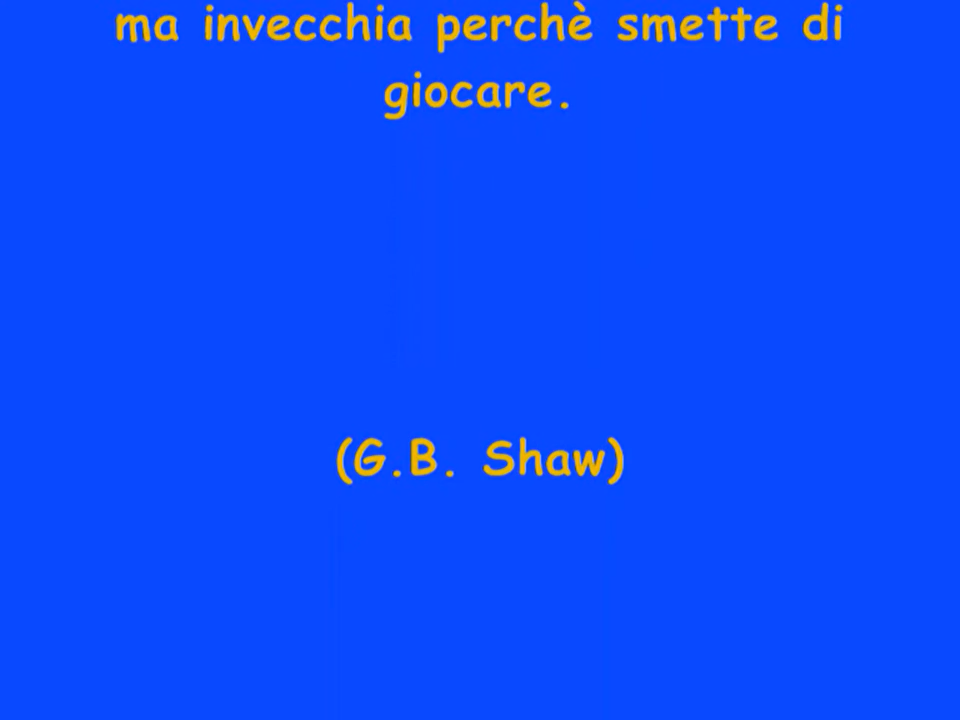 ma invecchia perchè smette di
giocare.
(G.B. Shaw)